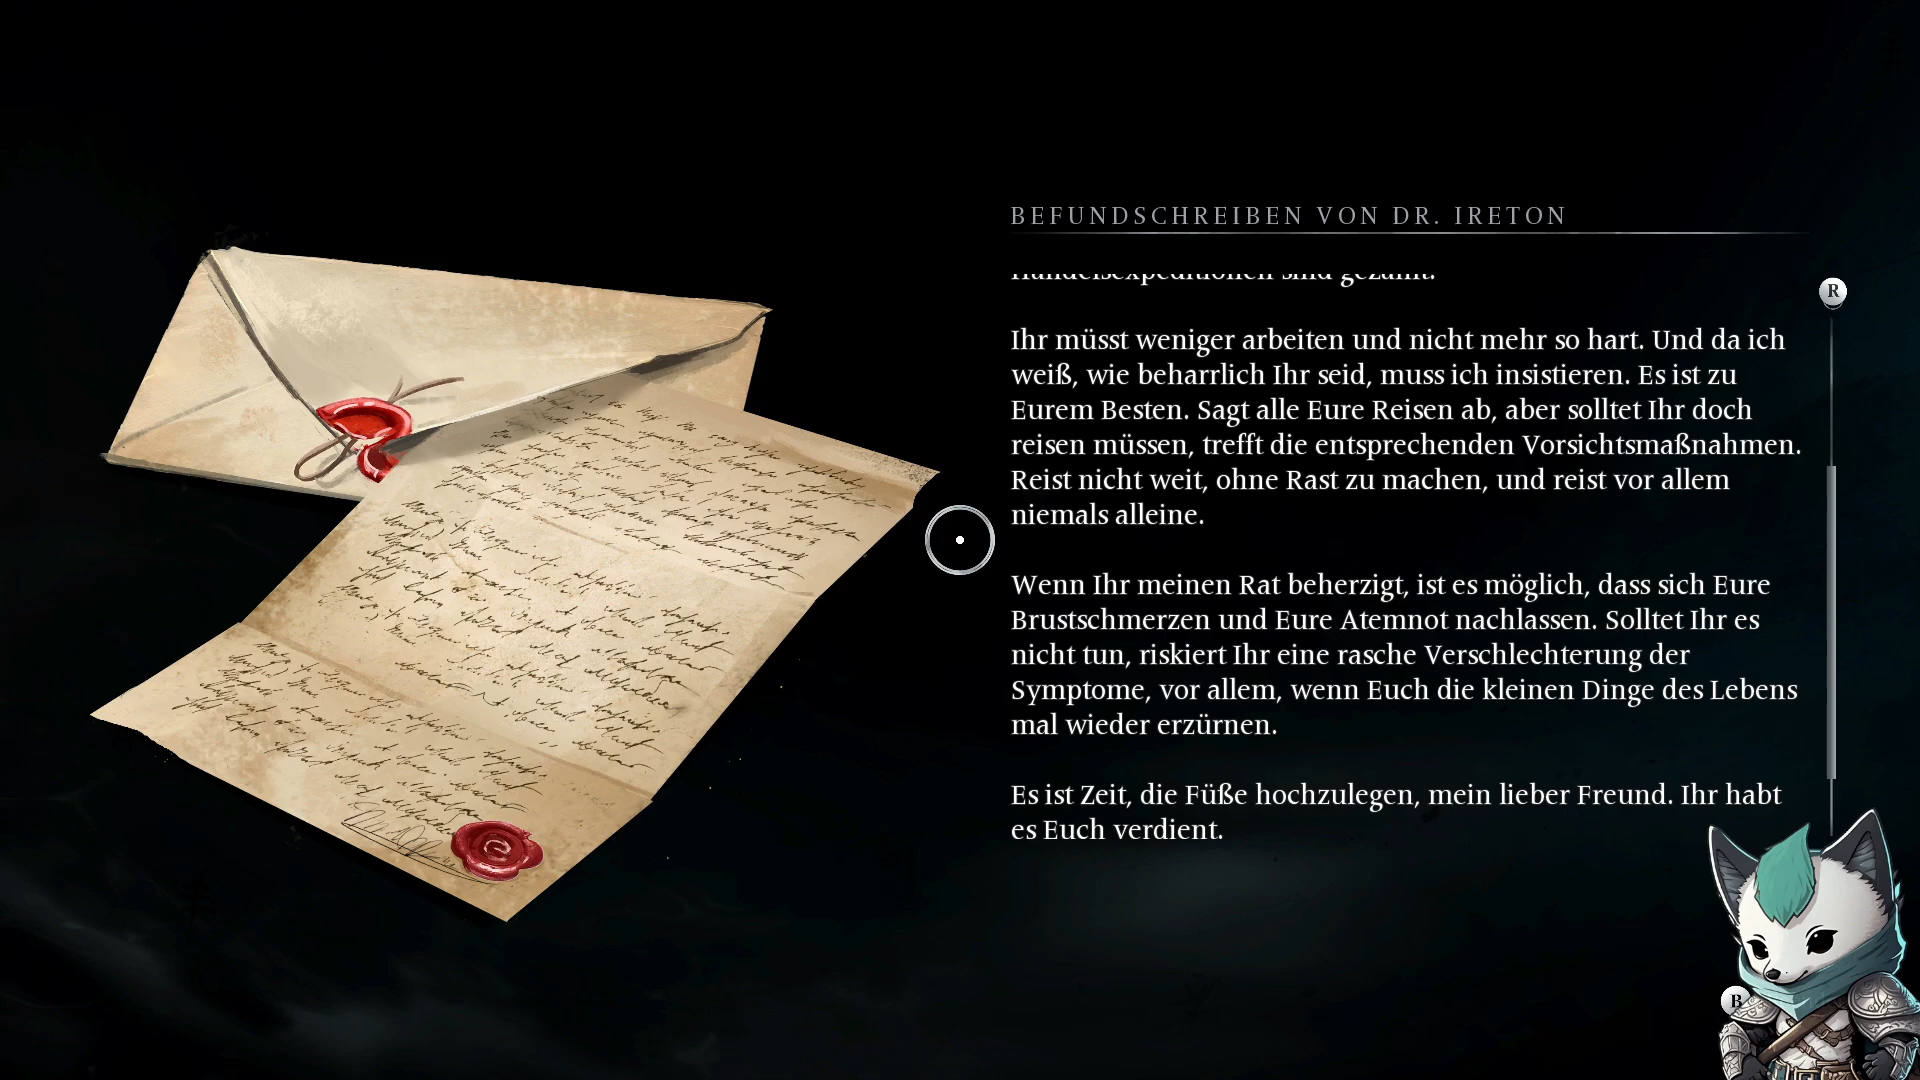 BEFUNDSCHREIBEN VON DR. IRETON
Handelsexpeditionen sind gezählt.
R
Ihr müsst weniger arbeiten und nicht mehr so hart. Und da ich
weiß, wie beharrlich Ihr seid, muss ich insistieren. Es ist zu
Eurem Besten. Sagt alle Eure Reisen ab, aber solltet Ihr doch
reisen müssen, trefft die entsprechenden Vorsichtsmaßnahmen.
Reist nicht weit, ohne Rast zu machen, und reist vor allem
niemals alleine.
Wenn Ihr meinen Rat beherzigt, ist es möglich, dass sich Eure
Brustschmerzen und Eure Atemnot nachlassen. Solltet Ihr es
nicht tun, riskiert Ihr eine rasche Verschlechterung der
Symptome, vor allem, wenn Euch die kleinen Dinge des Lebens
mal wieder erzürnen.
Es ist Zeit, die Füße hochzulegen, mein lieber Freund. Ihr habt
es Euch verdient.
B